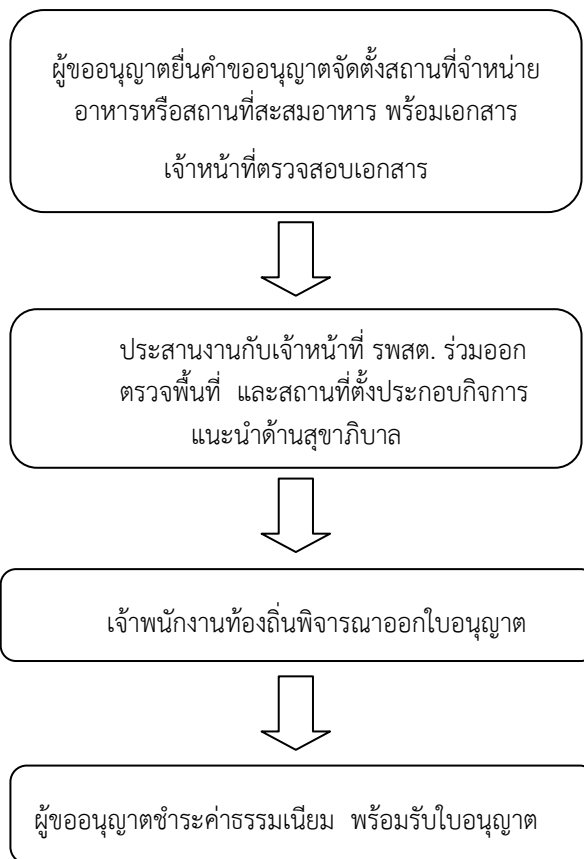 ผู้ขออนุญาตยื่นคำขออนุญาตจัดตั้งสถานที่จำหน่าย
อาหารหรือสถานที่สะสมอาหาร พร้อมเอกสาร
เจ้าหน้าที่ตรวจสอบเอกสาร
ประสานงานกับเจ้าหน้าที่ รพสต. ร่วมออก
ตรวจพื้นที่ และสถานที่ตั้งประกอบกิจการ
แนะนำด้านสุขาภิบาล
เจ้าพนักงานท้องถิ่นพิจารณาออกใบอนุญาต
ผู้ขออนุญาตชำระค่าธรรมเนียม พร้อมรับใบอนุญาต